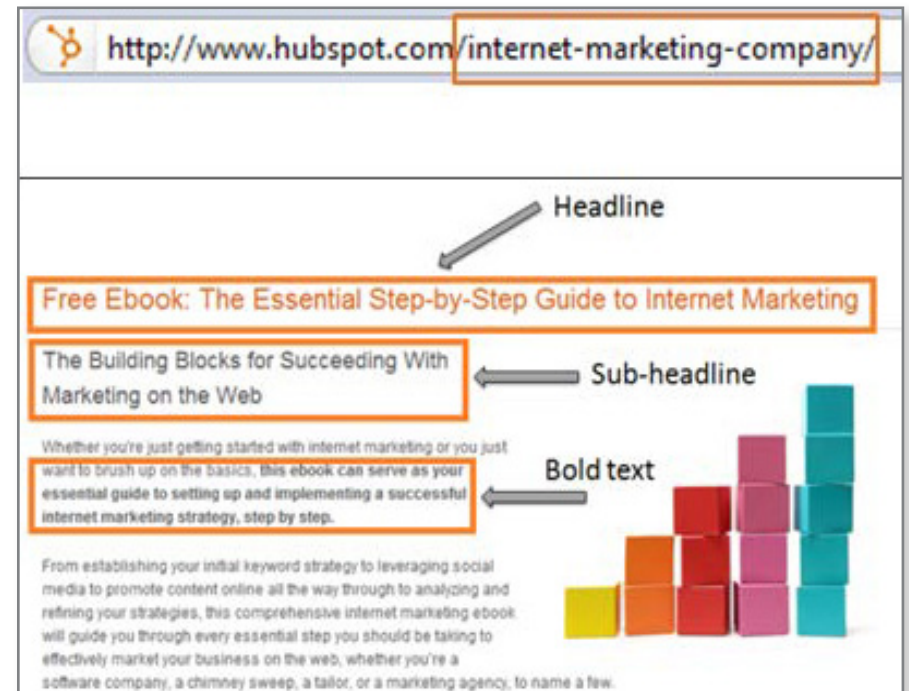 http://www.hubspot.com/internet-marketing-company/
Headline
Free Ebook: The Essential Step-by-Step Guide to Internet Marketing
The Building Blocks for Succeeding With
Marketing on the Web
Sub-headline
Whether you're just getting started with internet marketing or you just
want to brush up on the basics, this ebook can serve as your
essential guide to setting up and implementing a successful
internet marketing strategy, step by step.
Bold text
From establishing your initial keyword strategy to leveraging social
media to promote content online all the way through to analyzing and
refining your strategies, this comprehensive internet marketing ebook
will guide you through every essential step you should be taking to
effectively market your business on the web, whether you're a
software company, a chimney sweep, a tailor, or a marketing agency, to name a few.